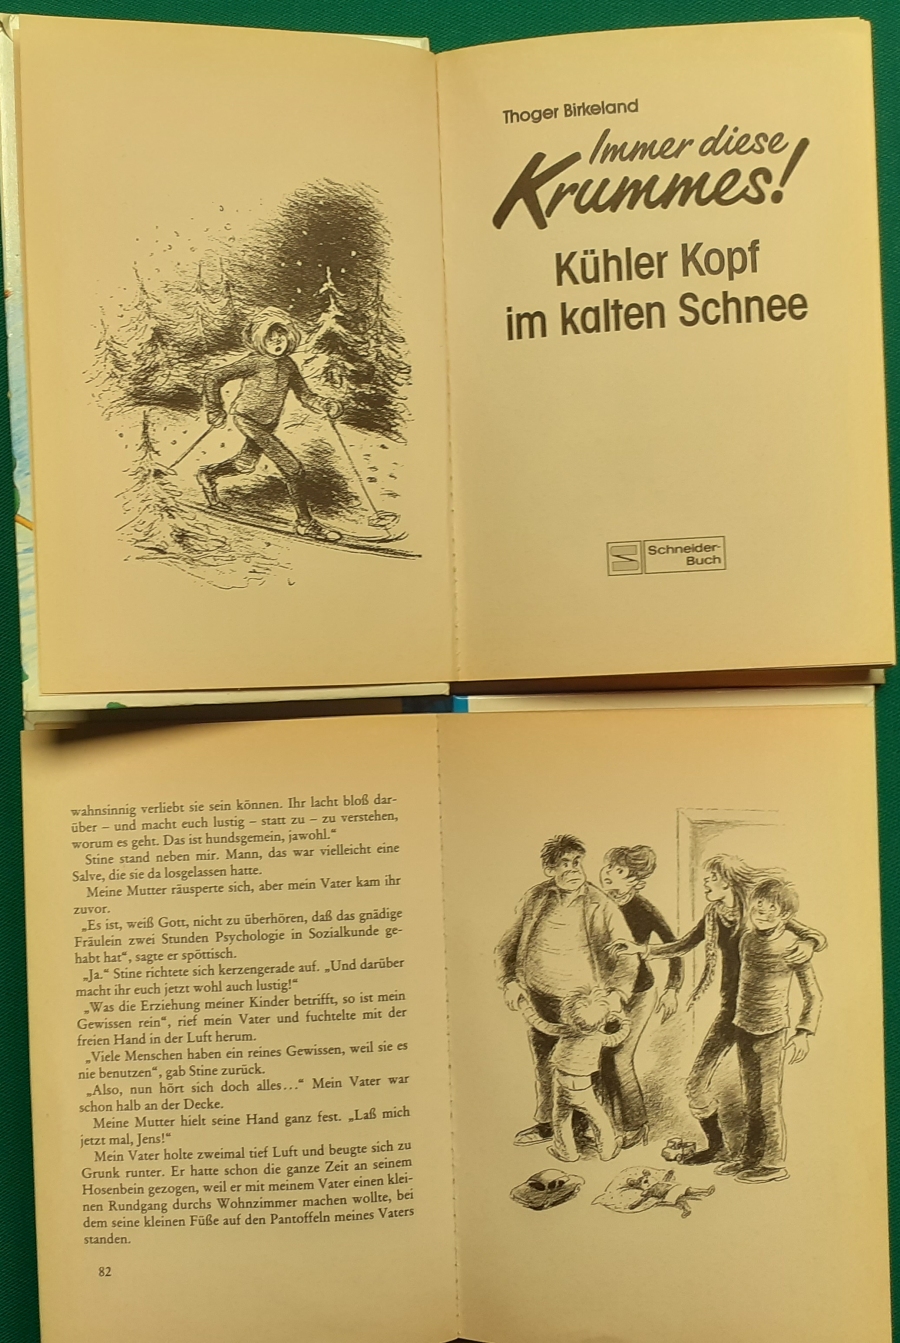 Thoger Birkeland
Immer diese
Krummes!
Kühler Kopf
im kalten Schnee
Schneider-
Buch
wahnsinnig verliebt sie sein können. Ihr lacht bloß dar-
über – und macht euch lustig – statt zu – zu verstehen,
worum es geht. Das ist hundsgemein, jawohl.“
Stine stand neben mir. Mann, das war vielleicht eine
Salve, die sie da losgelassen hatte.
Meine Mutter räusperte sich, aber mein Vater kam ihr
zuvor.
„Es ist, weiß Gott, nicht zu überhören, daß das gnädige
Fräulein zwei Stunden Psychologie in Sozialkunde ge-
habt hat“, sagte er spöttisch.
„Ja.“ Stine richtete sich kerzengerade auf. „Und darüber
macht ihr euch jetzt wohl auch lustig!“
„Was die Erziehung meiner Kinder betrifft, so ist mein
Gewissen rein“, rief mein Vater und fuchtelte mit der
freien Hand in der Luft herum.
„Viele Menschen haben ein reines Gewissen, weil sie es
nie benutzen“, gab Stine zurück.
„Also, nun hört sich doch alles...“ Mein Vater war
schon halb an der Decke.
Meine Mutter hielt seine Hand ganz fest. „Laß mich
jetzt mal, Jens!“
Mein Vater holte zweimal tief Luft und beugte sich zu
Grunk runter. Er hatte schon die ganze Zeit an seinem
Hosenbein gezogen, weil er mit meinem Vater einen klei-
nen Rundgang durchs Wohnzimmer machen wollte, bei
dem seine kleinen Füße auf den Pantoffeln meines Vaters
standen.
82